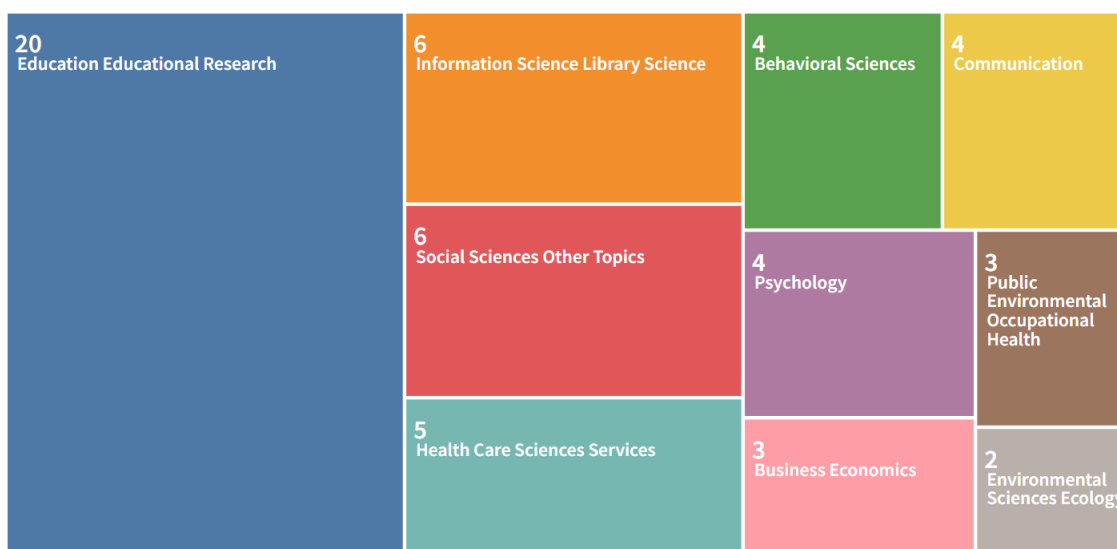 20
Education Educational Research
6
Information Science Library Science
6
Social Sciences Other Topics
5
Health Care Sciences Services
4
Behavioral Sciences
4
Communication
4
Psychology
3
Public
Environmental
Occupational
Health
3
Business Economics
2
Environmental
Sciences Ecology